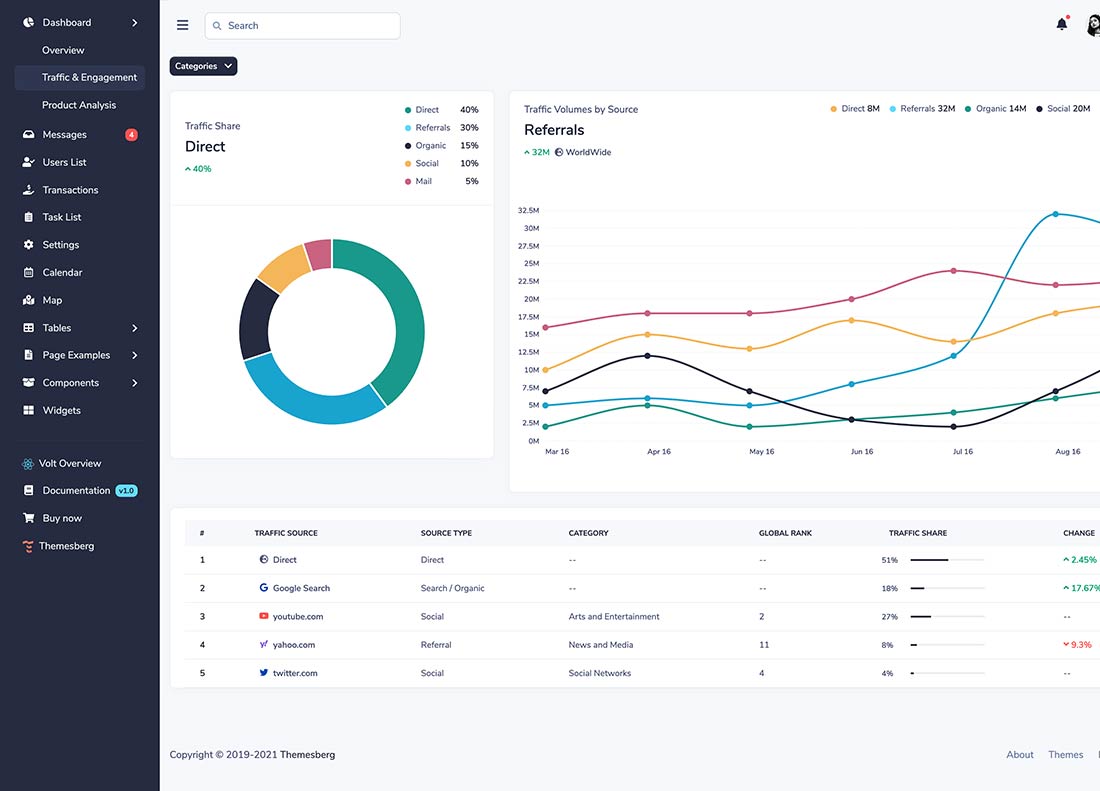 Dashboard
Overview
Traffic & Engagement
Product Analysis
Messages 4
Users List
Transactions
Task List
Settings
Calendar
Map
Tables
Page Examples
Components
Widgets
Volt Overview
Documentation v1.0
Buy now
Themesberg
Search
Categories
Traffic Share
Direct
40%
Direct 40%
Referrals 30%
Organic 15%
Social 10%
Mail 5%
Traffic Volumes by Source
Referrals
32M WorldWide
Direct 8M Referrals 32M Organic 14M Social 20M
32.5M
30M
27.5M
25M
22.5M
20M
17.5M
15M
12.5M
10M
7.5M
5M
2.5M
0M
Mar 16 Apr 16 May 16 Jun 16 Jul 16 Aug 16
# TRAFFIC SOURCE SOURCE TYPE CATEGORY GLOBAL RANK TRAFFIC SHARE CHANGE
1 Direct Direct -- -- 51% 2.45%
2 Google Search Search / Organic -- -- 18% 17.67%
3 youtube.com Social Arts and Entertainment 2 27% --
4 yahoo.com Referral News and Media 11 8% 9.3%
5 twitter.com Social Social Networks 4 4% --
Copyright © 2019-2021 Themesberg
About Themes